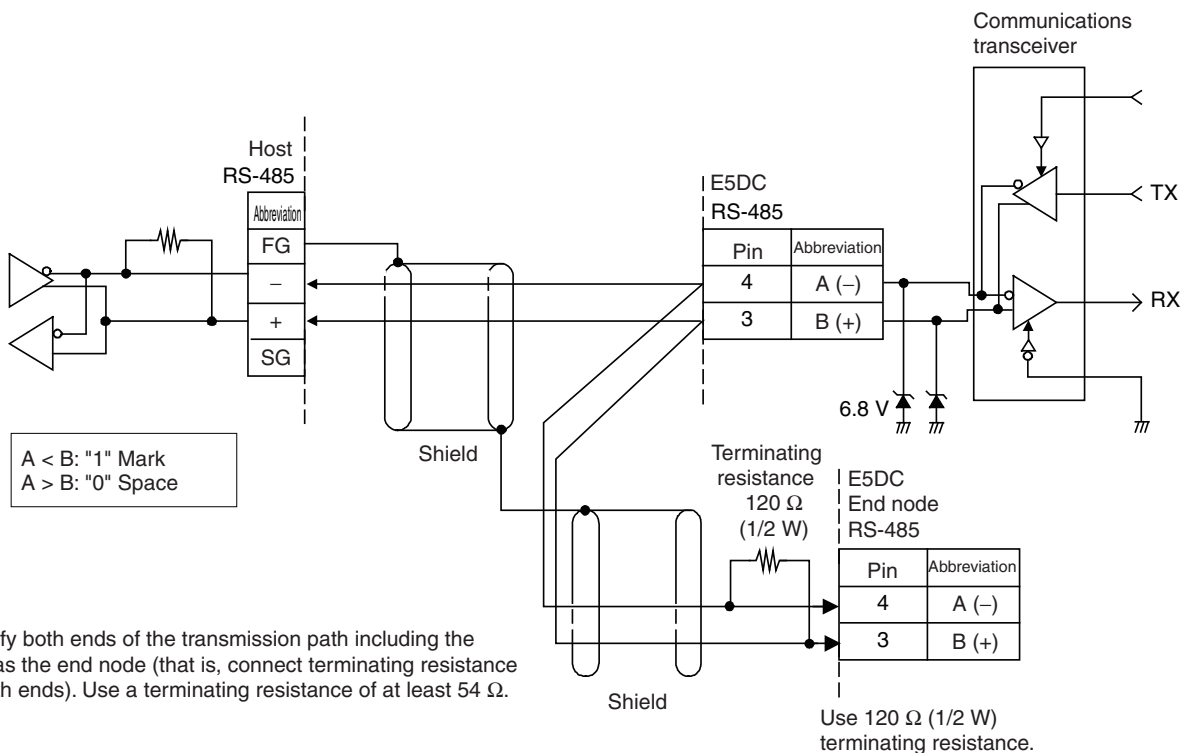 Communications
transceiver
Host
RS-485
Abbreviation
FG
−
+
SG
E5DC
RS-485
Pin Abbreviation
4 A (−)
3 B (+)
TX
RX
6.8 V
A < B: "1" Mark
A > B: "0" Space
Shield
Terminating
resistance
120 Ω
(1/2 W)
E5DC
End node
RS-485
Pin Abbreviation
4 A (−)
3 B (+)
both ends of the transmission path including the
as the end node (that is, connect terminating resistance
ends). Use a terminating resistance of at least 54 Ω.
Shield
Use 120 Ω (1/2 W)
terminating resistance.